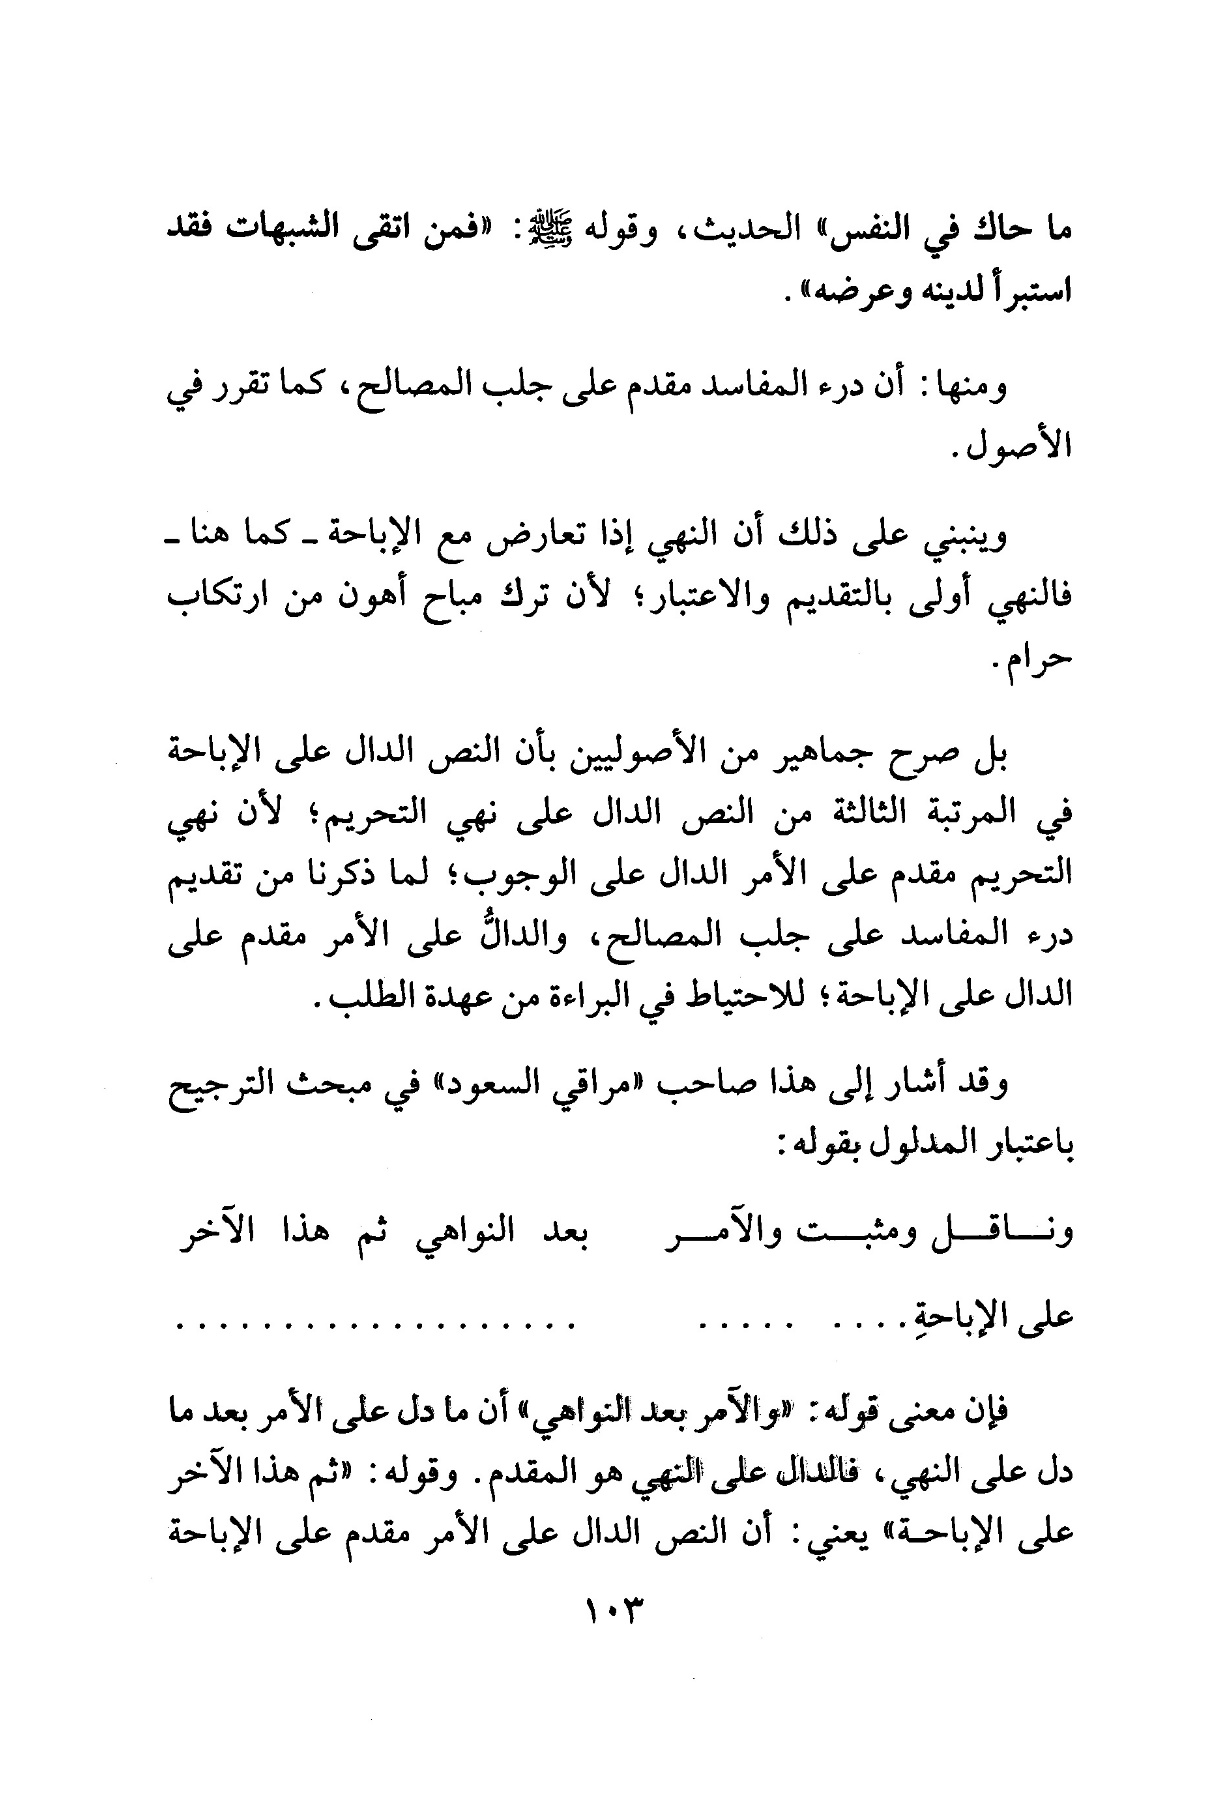 ما حاك في النفس» الحديث، وقوله ﷺ: «فمن اتقى الشبهات فقد
استبرأ لدينه وعرضه».
ومنها: أن درء المفاسد مقدم على جلب المصالح، كما تقرر في
الأصول.
وينبني على ذلك أن النهي إذا تعارض مع الإباحة ـ كما هنا ـ
فالنهي أولى بالتقديم والاعتبار؛ لأن ترك مباح أهون من ارتكاب
حرام.
بل صرح جماهير من الأصوليين بأن النص الدال على الإباحة
في المرتبة الثالثة من النص الدال على نهي التحريم؛ لأن نهي
التحريم مقدم على الأمر الدال على الوجوب؛ لما ذكرنا من تقديم
درء المفاسد على جلب المصالح، والدالُّ على الأمر مقدم على
الدال على الإباحة؛ للاحتياط في البراءة من عهدة الطلب.
وقد أشار إلى هذا صاحب «مراقي السعود» في مبحث الترجيح
باعتبار المدلول بقوله:
ونـاقـل ومثبـت والآمـر بعد النواهي ثم هذا الآخر
على الإباحةِ. . . . . . . . . . . . . . . . . . . . . . . . . . . .
فإن معنى قوله: «والآمر بعد النواهي» أن ما دل على الأمر بعد ما
دل على النهي، فالدال على النهي هو المقدم. وقوله: «ثم هذا الآخر
على الإباحـة» يعني: أن النص الدال على الأمر مقدم على الإباحة
١٠٣